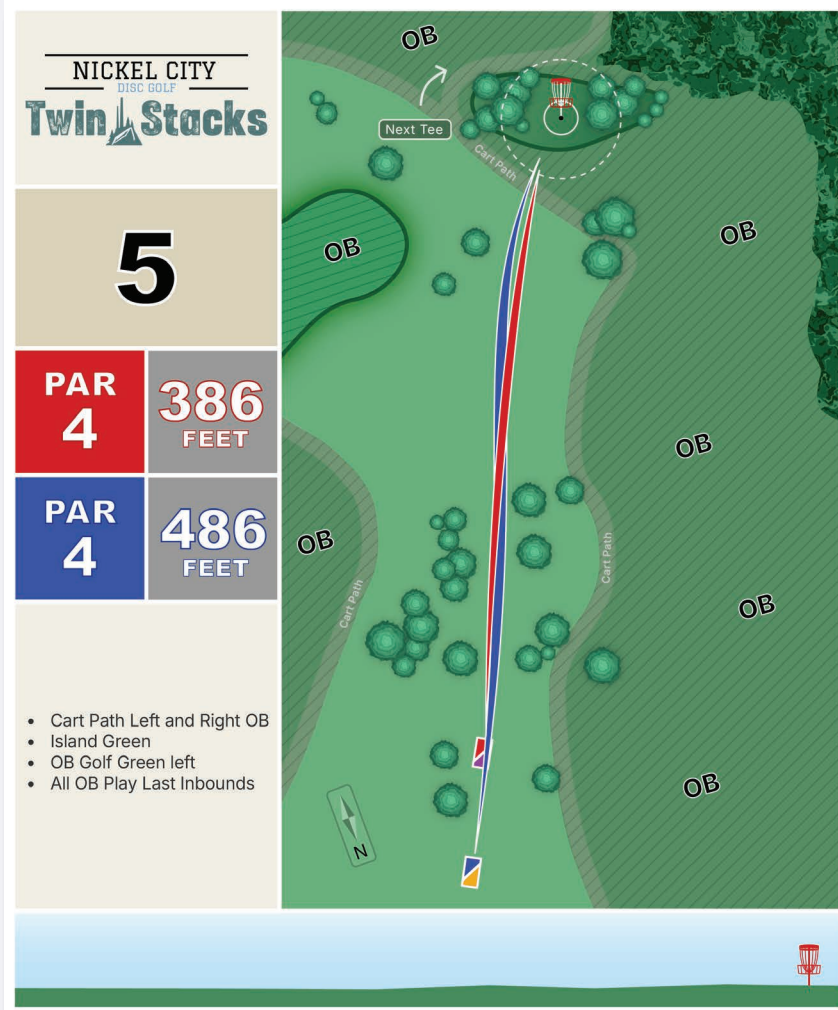 NICKEL CITY
DISC GOLF
Twin Stacks
5
PAR
4
386
FEET
PAR
4
486
FEET
• Cart Path Left and Right OB
• Island Green
• OB Golf Green left
• All OB Play Last Inbounds
OB
Next Tee
Cart Path
OB
OB
OB
OB
Cart Path
Cart Path
OB
OB
N